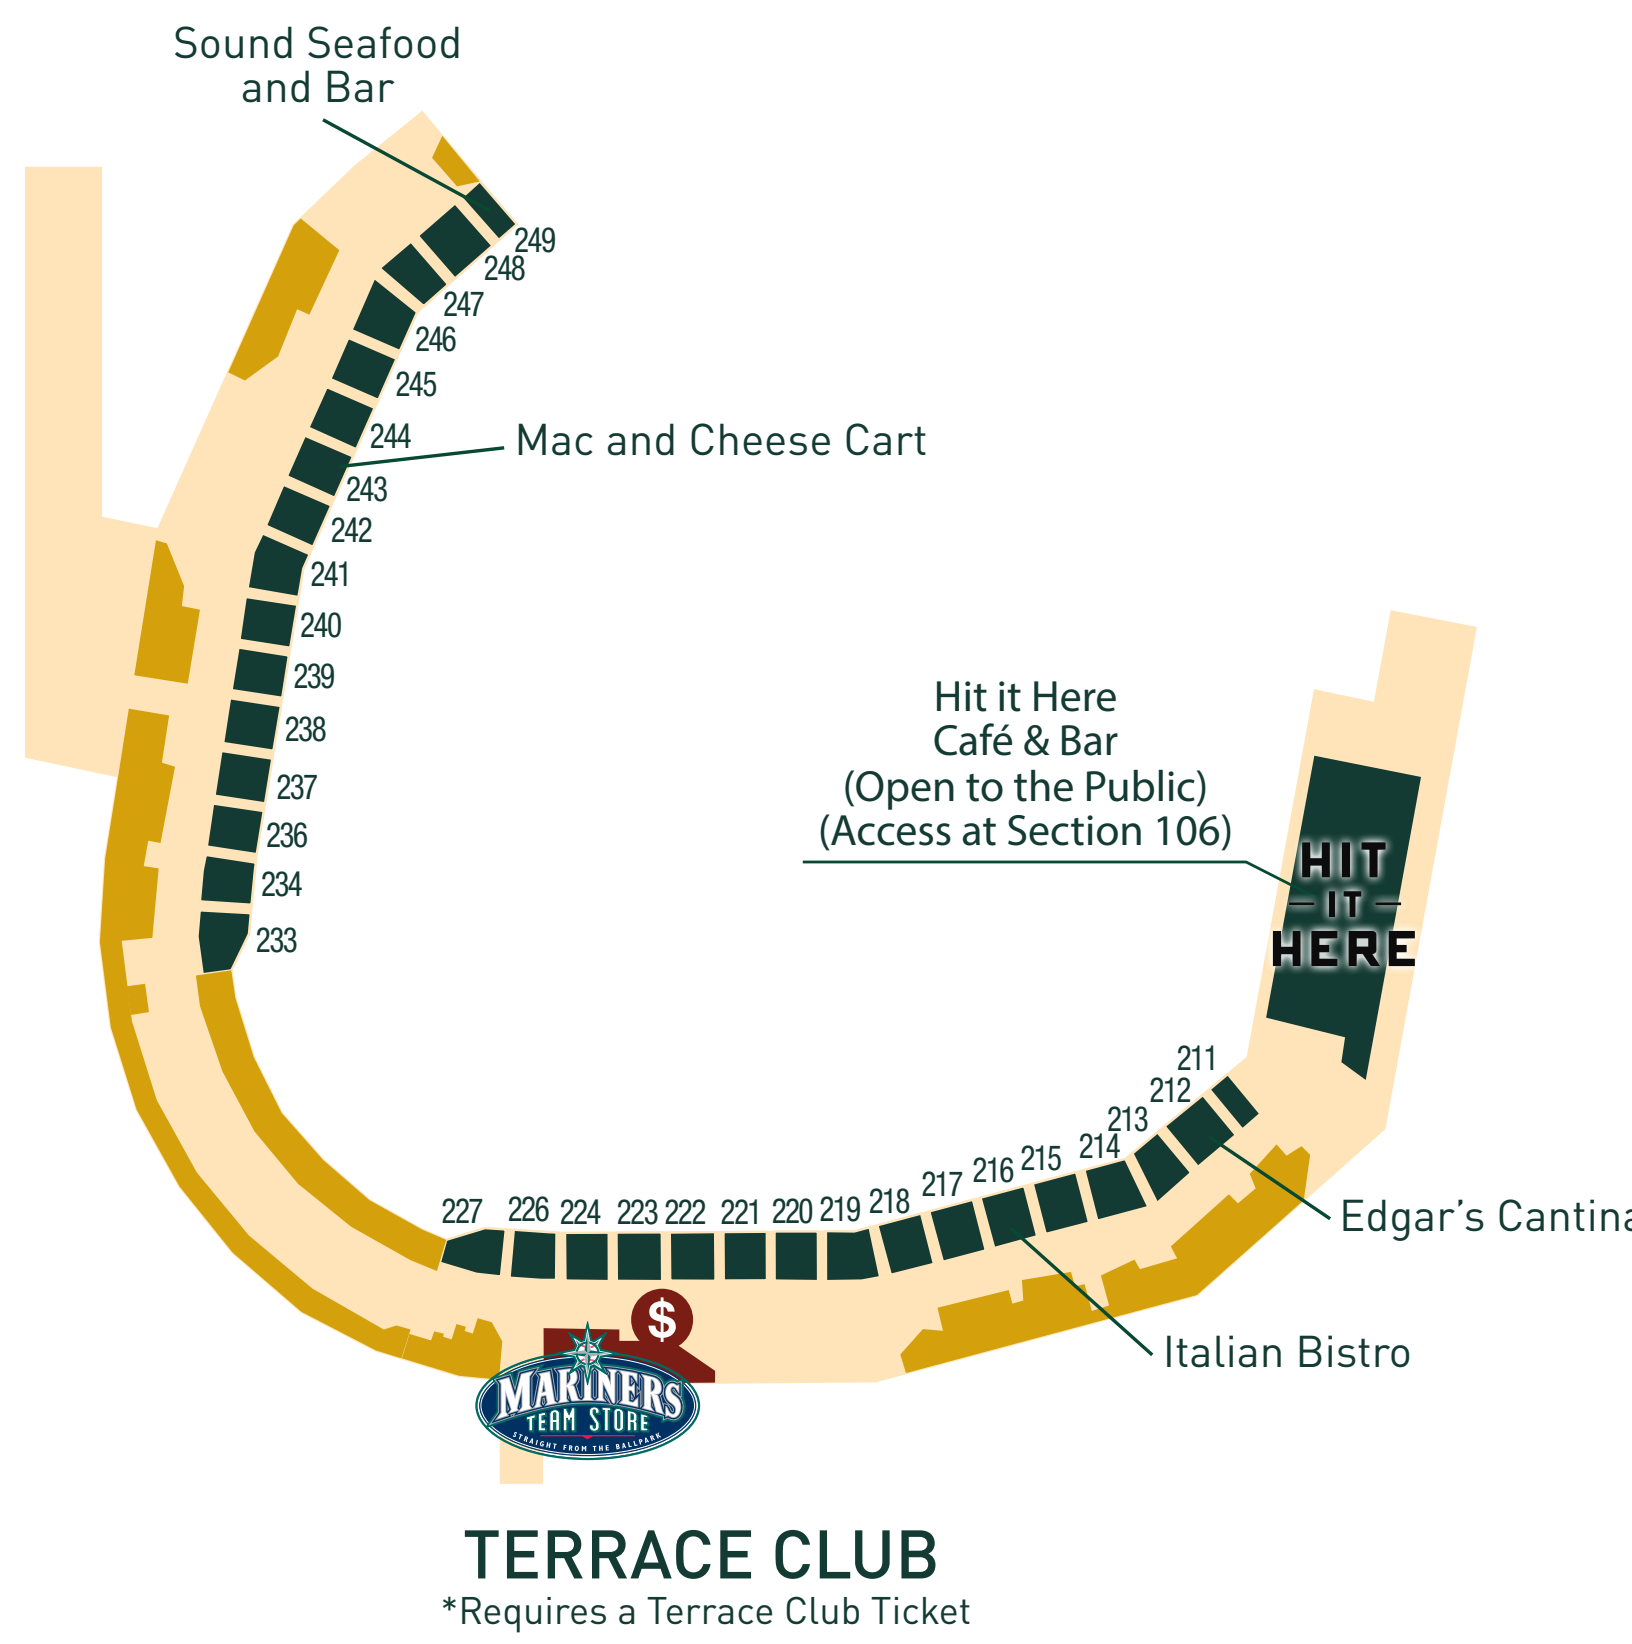 Sound Seafood
and Bar
249
248
247
246
245
244
Mac and Cheese Cart
243
242
241
240
239
238
237
236
234
233
Hit it Here
Café & Bar
(Open to the Public)
(Access at Section 106)
HIT
IT
HERE
211
212
213
214
215
216
217
218
219
220
221
222
223
224
226
227
Edgar's Cantina
Italian Bistro
$
MARINERS
TEAM STORE
STRAIGHT FROM THE BALLPARK
TERRACE CLUB
*Requires a Terrace Club Ticket